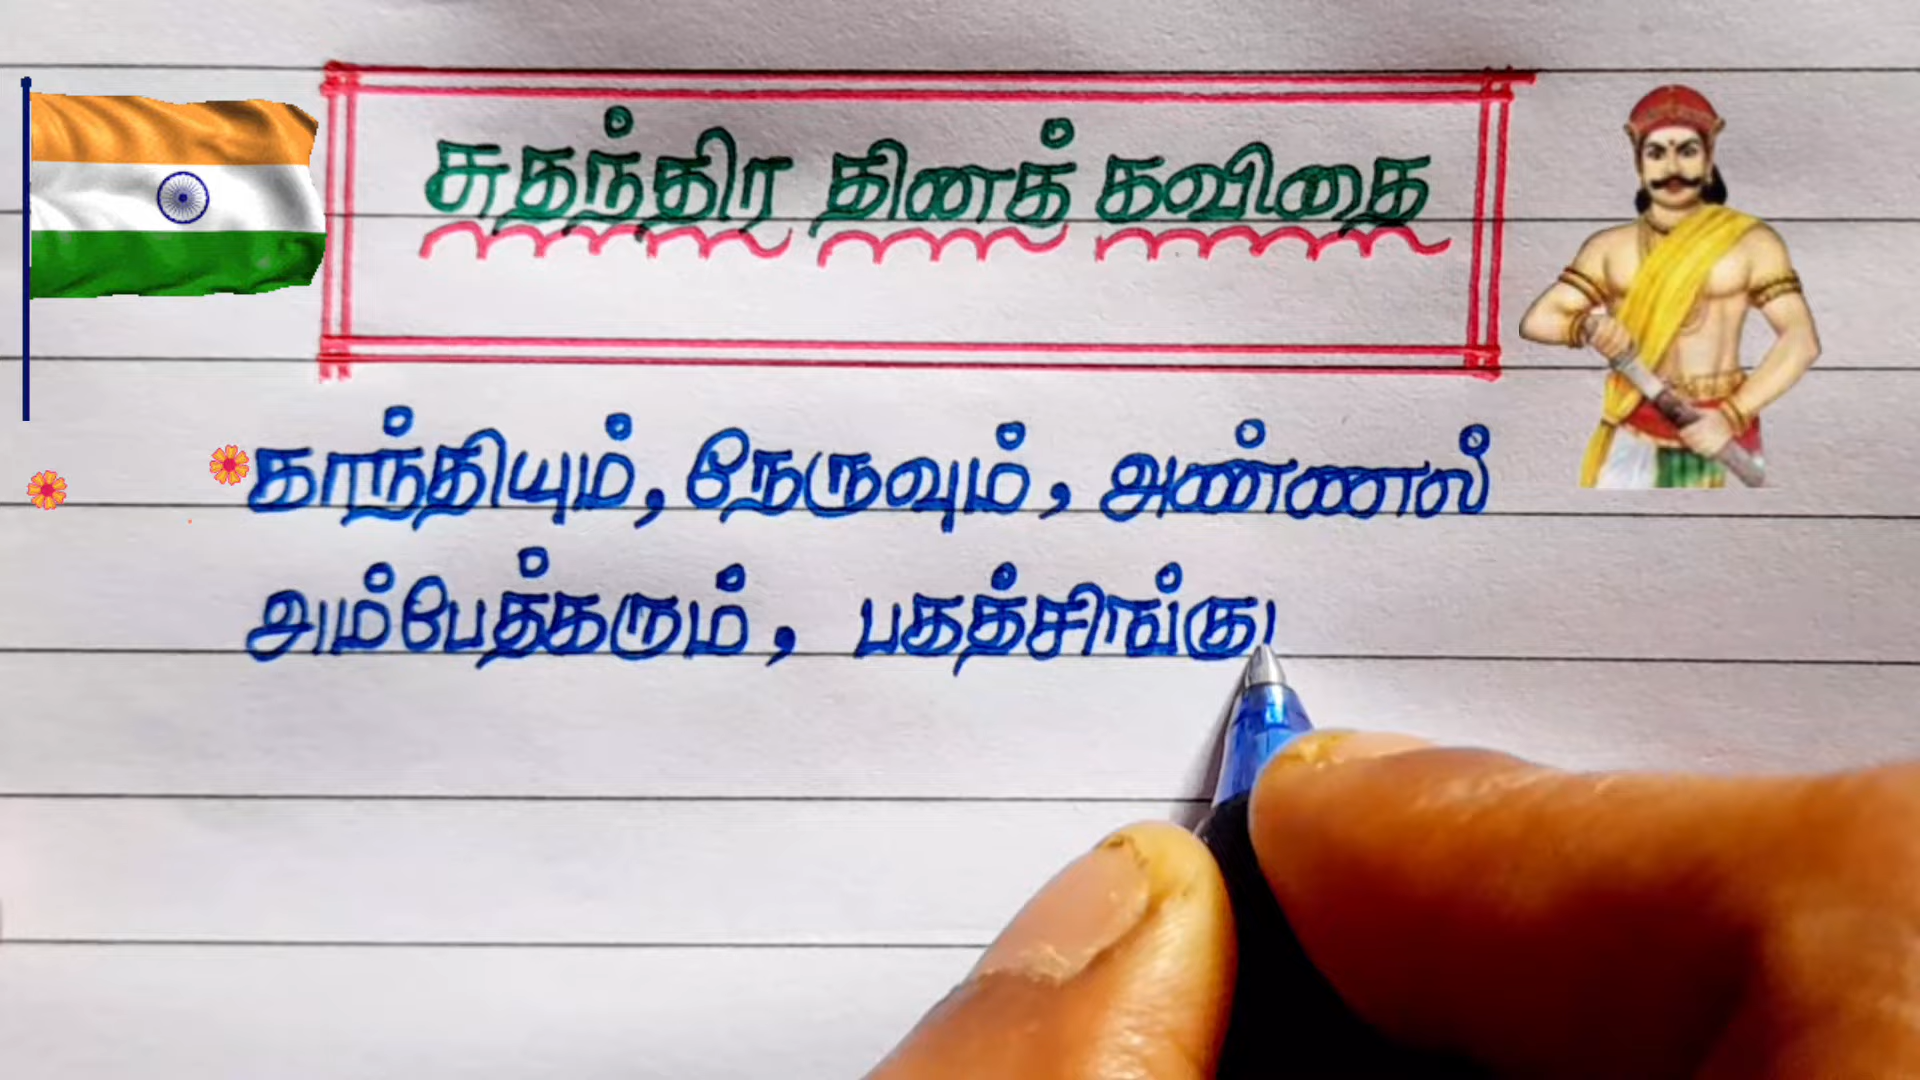 சுதந்திர தினக் கவிதை
காந்தியும், நேருவும், அண்ணல்
அம்பேத்கரும், பகத்சிங்கு